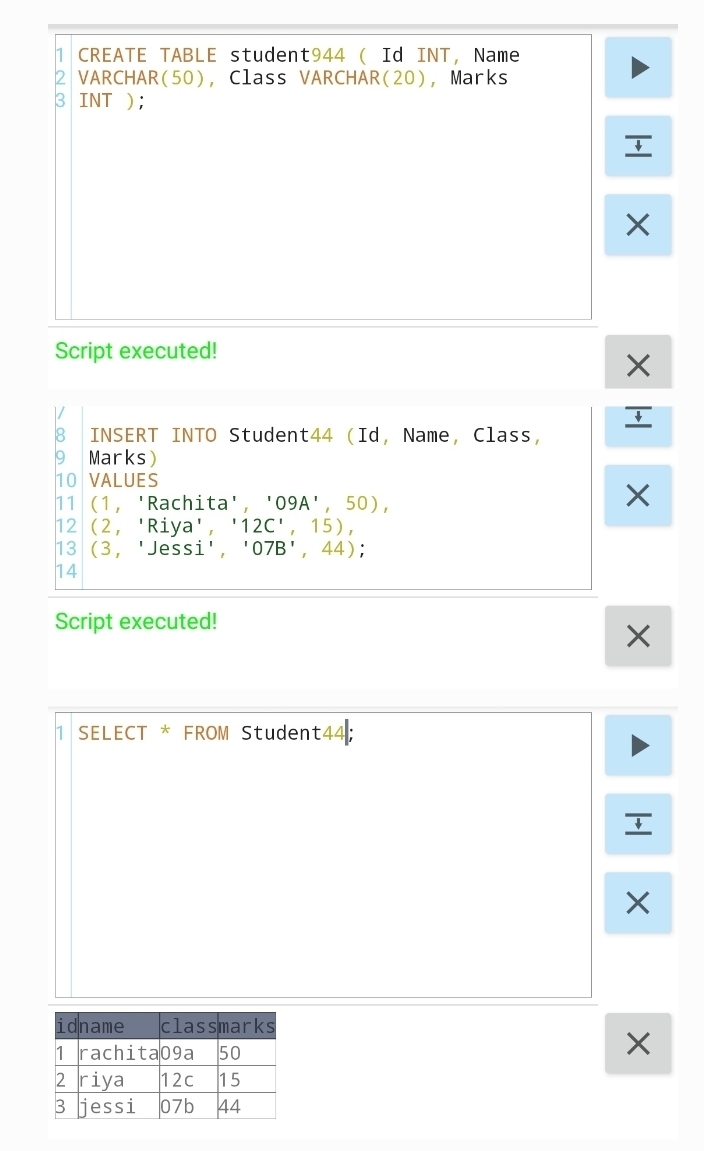 1 CREATE TABLE student944 ( Id INT, Name
2 VARCHAR(50), Class VARCHAR(20), Marks
3 INT );
Script executed!
7
8 INSERT INTO Student44 (Id, Name, Class,
9 Marks)
10 VALUES
11 (1, 'Rachita', '09A', 50),
12 (2, 'Riya', '12C', 15),
13 (3, 'Jessi', '07B', 44);
14
Script executed!
1 SELECT * FROM Student44;
id name class marks
1 rachita 09a 50
2 riya 12c 15
3 jessi 07b 44